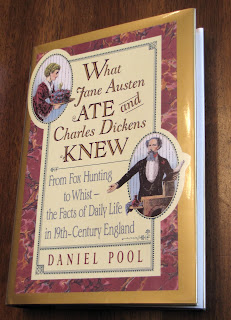 What
Jane Austen
ATE and
Charles Dickens
KNEW
From Fox Hunting
to Whist—
the Facts of Daily Life
in 19th-Century England
DANIEL POOL